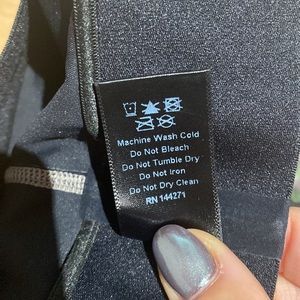 Machine Wash Cold
Do Not Bleach
Do Not Tumble Dry
Do Not Iron
Do Not Dry Clean
RN 144271